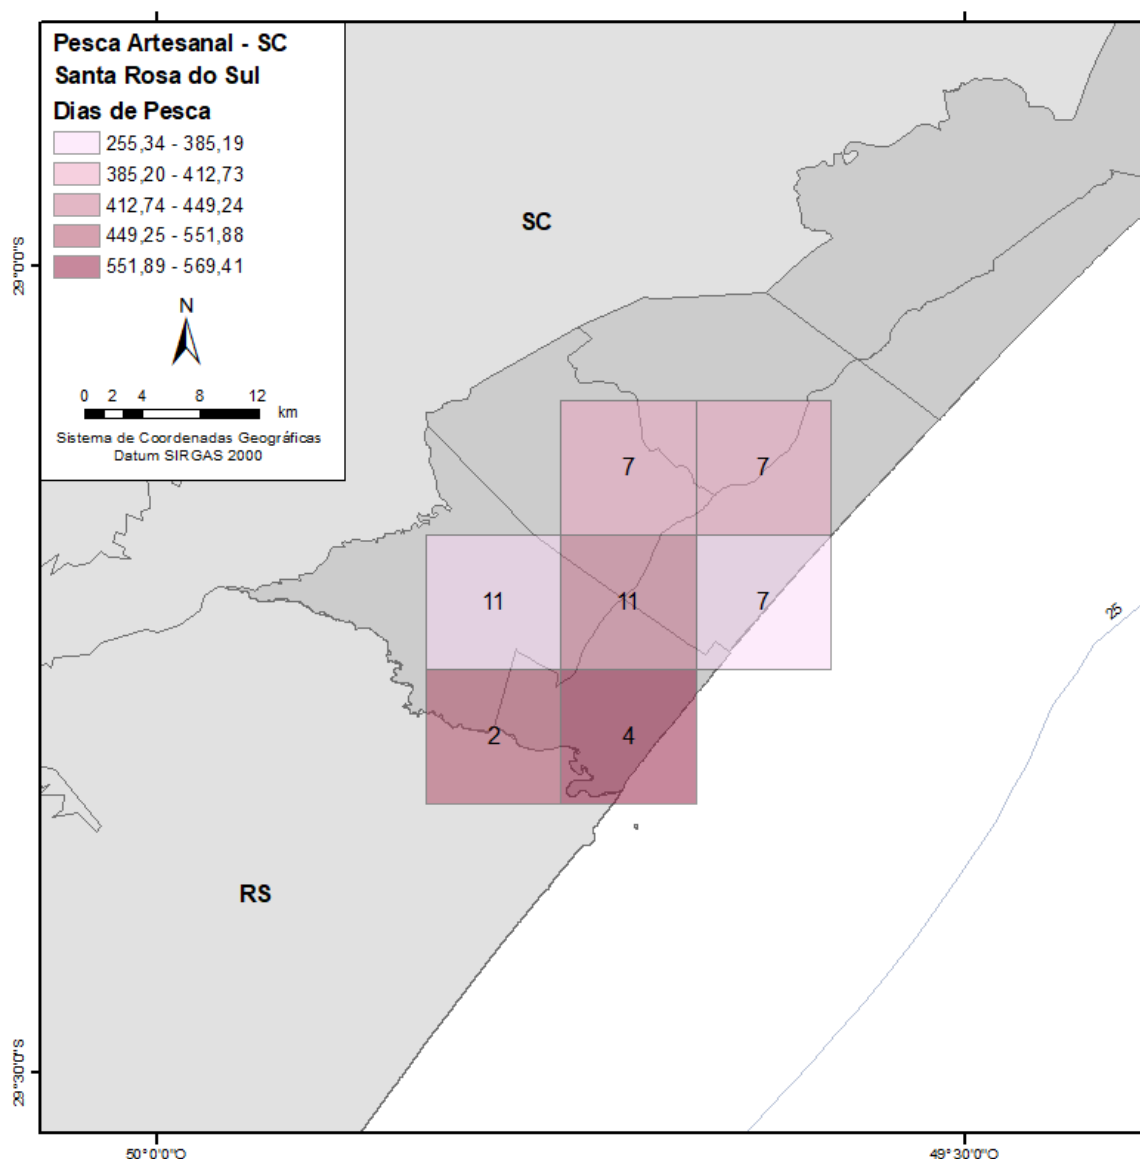 Pesca Artesanal - SC
Santa Rosa do Sul
Dias de Pesca
255,34 - 385,19
385,20 - 412,73
412,74 - 449,24
449,25 - 551,88
551,89 - 569,41
N
0 2 4 8 12
km
Sistema de Coordenadas Geográficas
Datum SIRGAS 2000
SC
29°0'0"S
7 7
11 11 7
25
2 4
RS
29°30'0"S
50°0'0"O 49°30'0"O